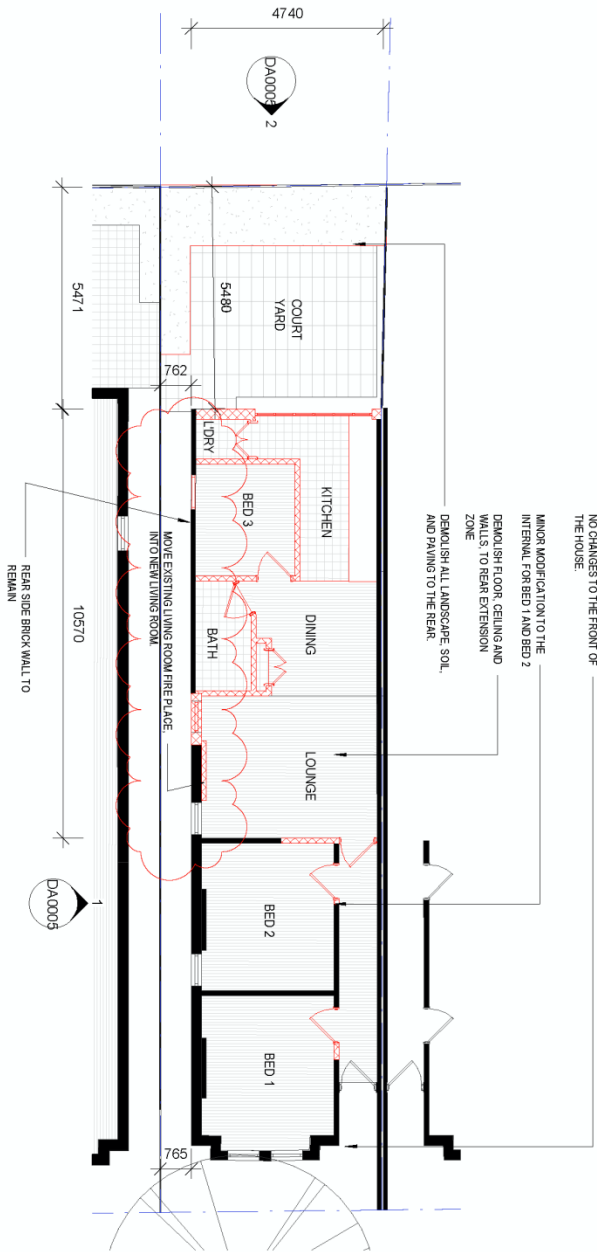 4740
DA0005
2
NO CHANGES TO THE FRONT OF
THE HOUSE.
MINOR MODIFICATION TO THE
INTERNAL FOR BED 1 AND BED 2
DEMOLISH FLOOR, CEILING AND
WALLS, TO REAR EXTENSION
ZONE
DEMOLISH ALL LANDSCAPE, SOIL,
AND PAVING TO THE REAR.
5471
5480
COURT
YARD
762
L'DRY
KITCHEN
BED 3
DINING
BATH
MOVE EXISTING LIVING ROOM FIRE PLACE,
INTO NEW LIVING ROOM.
REAR SIDE BRICK WALL TO
REMAIN
10570
LOUNGE
BED 2
1
DA0005
BED 1
765